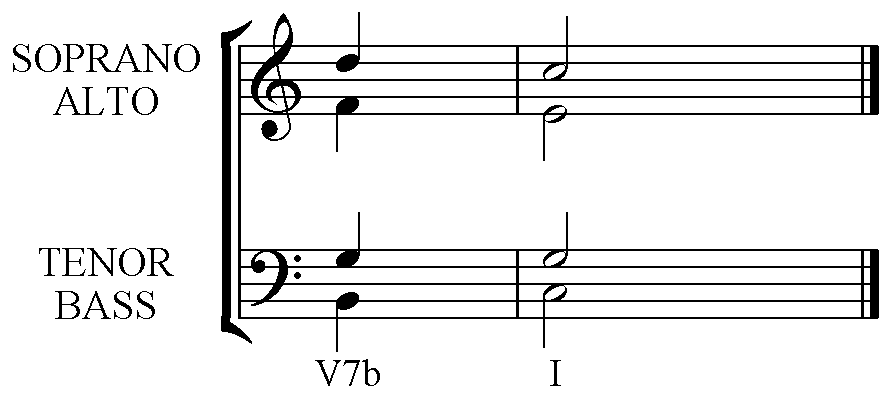 SOPRANO
ALTO
TENOR
BASS
V7b I